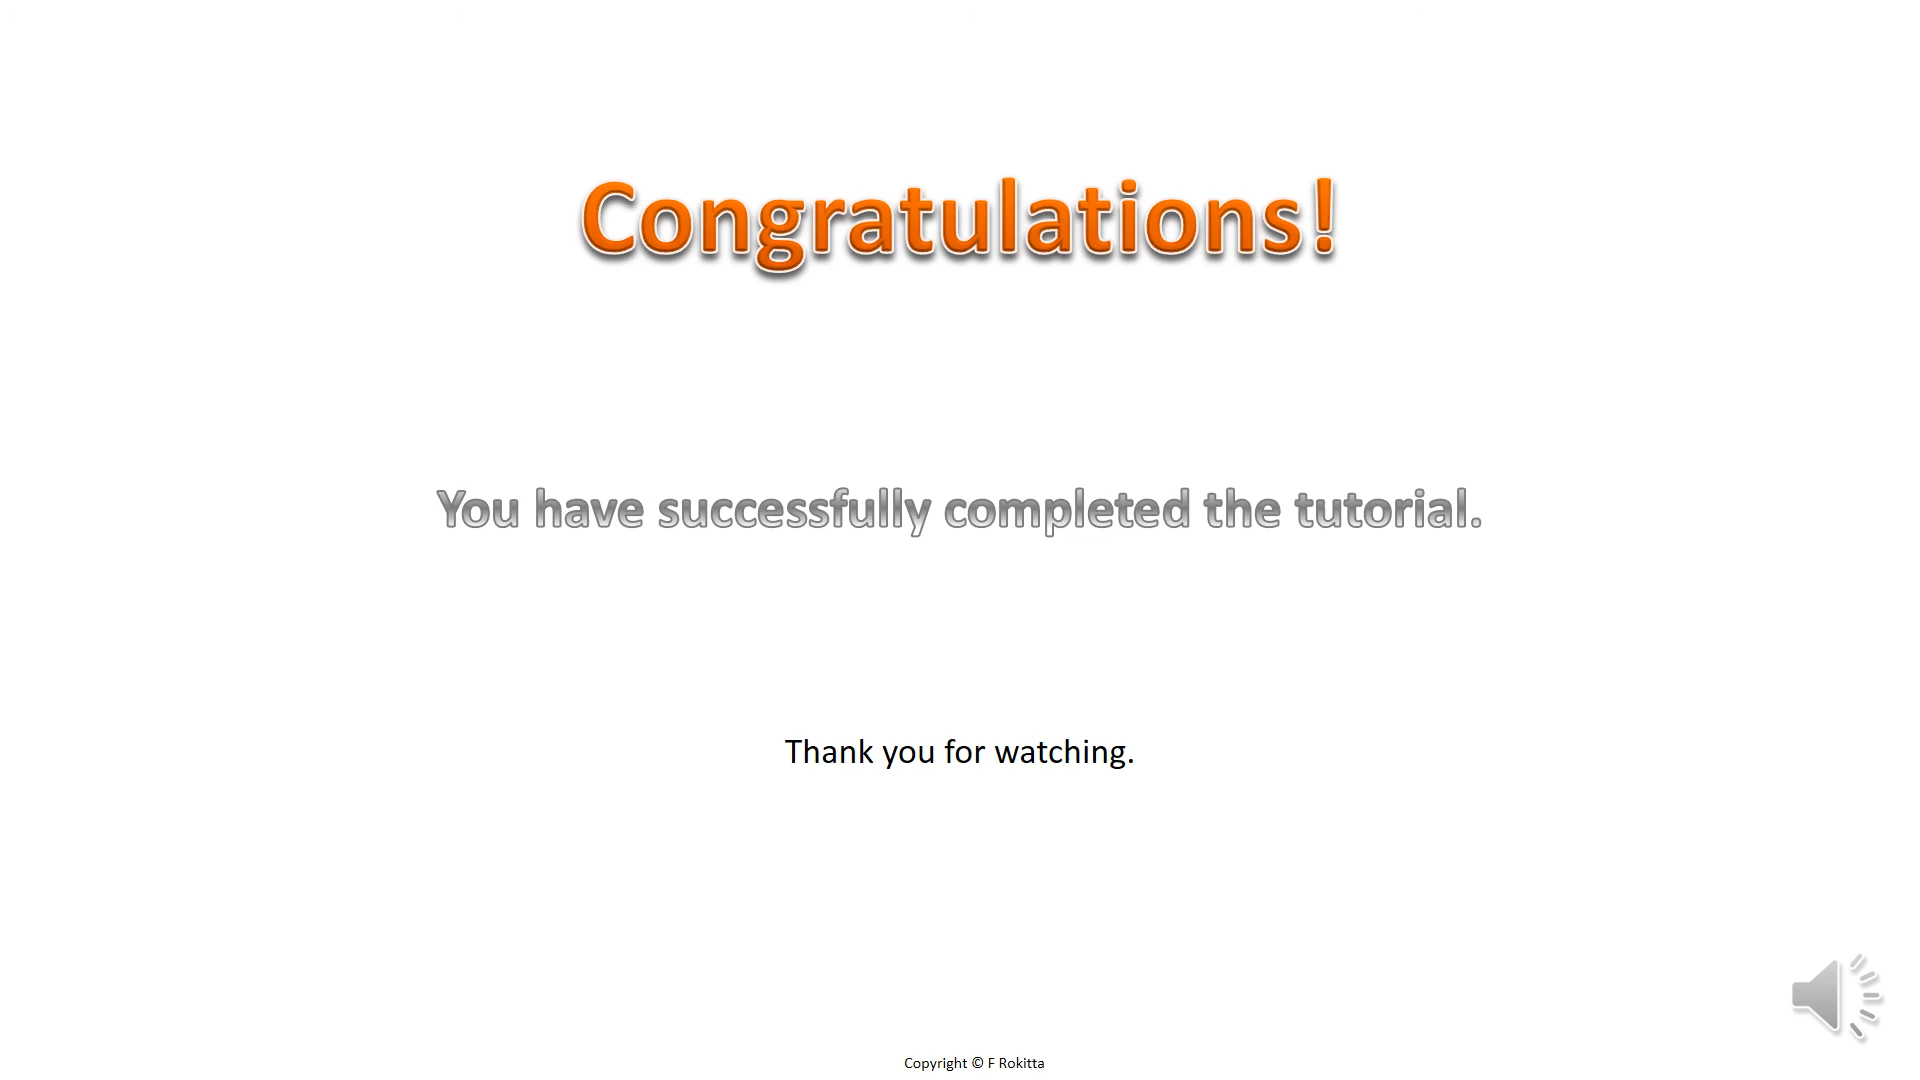 Congratulations!
You have successfully completed the tutorial.
Thank you for watching.
Copyright © F Rokitta